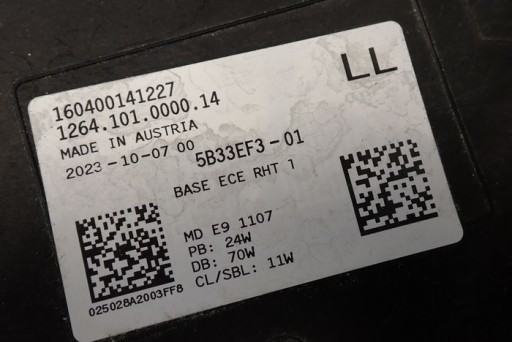 LL
160400141227
1264.101.0000.14
MADE IN AUSTRIA
2023-10-07 00 5B33EF3-01
BASE ECE RHT 1
MD E9 1107
PB: 24W
DB: 70W
CL/SBL: 11W
025028A2003FF8